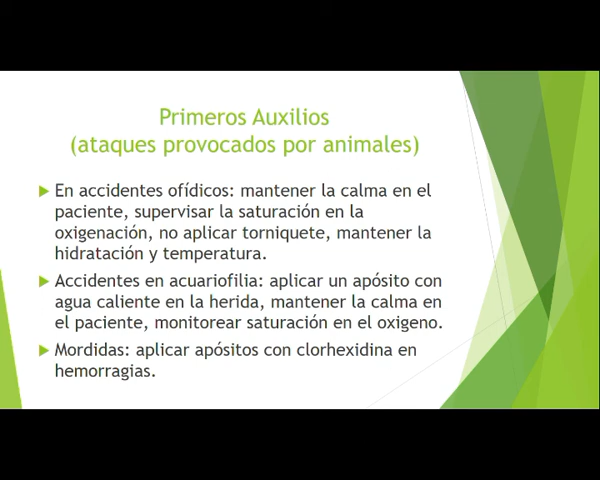 Primeros Auxilios
(ataques provocados por animales)
En accidentes ofídicos: mantener la calma en el
paciente, supervisar la saturación en la
oxigenación, no aplicar torniquete, mantener la
hidratación y temperatura.
Accidentes en acuariofilia: aplicar un apósito con
agua caliente en la herida, mantener la calma en
el paciente, monitorear saturación en el oxigeno.
Mordidas: aplicar apósitos con clorhexidina en
hemorragias.